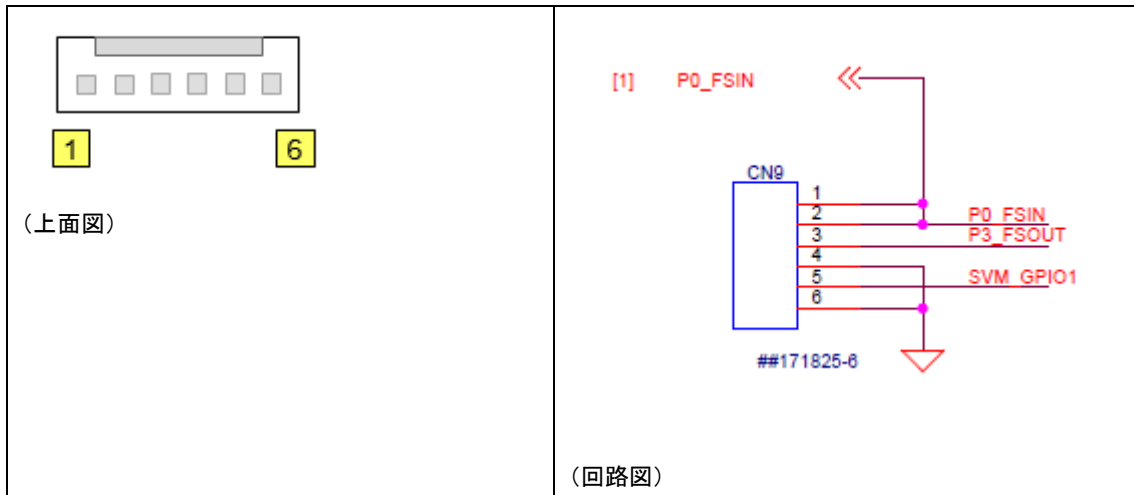 1
6
（上面図）
[1] P0_FSIN
CN9
1
2
3
4
5
6
P0_FSIN
P3_FSOUT
SVM_GPIO1
##171825-6
（回路図）